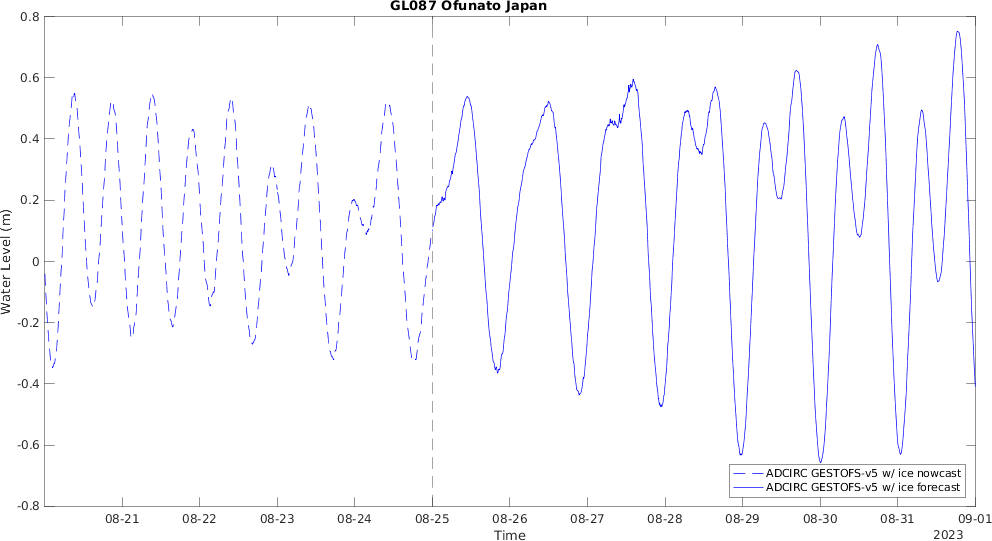 GL087 Ofunato Japan
Water Level (m)
0.8
0.6
0.4
0.2
0
-0.2
-0.4
-0.6
-0.8
ADCIRC GESTOFS-v5 w/ ice nowcast
ADCIRC GESTOFS-v5 w/ ice forecast
08-21 08-22 08-23 08-24 08-25 08-26 08-27 08-28 08-29 08-30 08-31 09-01
Time
2023